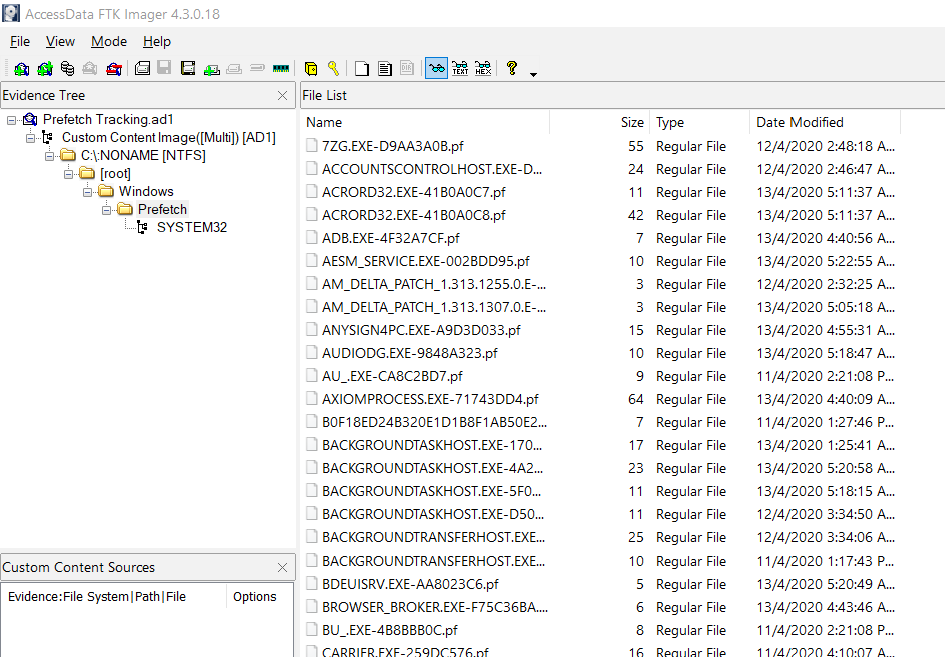 AccessData FTK Imager 4.3.0.18
File View Mode Help
Evidence Tree
Prefetch Tracking.ad1
Custom Content Image([Multi]) [AD1]
C:\:NONAME [NTFS]
[root]
Windows
Prefetch
SYSTEM32
Custom Content Sources
Evidence:File System|Path|File Options
File List
Name Size Type Date Modified
7ZG.EXE-D9AA3A0B.pf 55 Regular File 12/4/2020 2:48:18 A...
ACCOUNTSCONTROLHOST.EXE-D... 24 Regular File 12/4/2020 2:46:47 A...
ACRORD32.EXE-41B0A0C7.pf 11 Regular File 13/4/2020 5:11:37 A...
ACRORD32.EXE-41B0A0C8.pf 42 Regular File 13/4/2020 5:11:37 A...
ADB.EXE-4F32A7CF.pf 7 Regular File 13/4/2020 4:40:56 A...
AESM_SERVICE.EXE-002BDD95.pf 10 Regular File 13/4/2020 5:22:55 A...
AM_DELTA_PATCH_1.313.1255.0.E-... 3 Regular File 12/4/2020 2:32:25 A...
AM_DELTA_PATCH_1.313.1307.0.E-... 3 Regular File 13/4/2020 5:05:18 A...
ANYSIGN4PC.EXE-A9D3D033.pf 15 Regular File 13/4/2020 4:55:31 A...
AUDIODG.EXE-9848A323.pf 10 Regular File 13/4/2020 5:18:47 A...
AU_.EXE-CA8C2BD7.pf 9 Regular File 11/4/2020 2:21:08 P...
AXIOMPROCESS.EXE-71743DD4.pf 64 Regular File 13/4/2020 4:40:09 A...
B0F18ED24B320E1D1B8F1AB50E2... 7 Regular File 11/4/2020 1:27:46 P...
BACKGROUNDTASKHOST.EXE-170... 17 Regular File 13/4/2020 1:25:41 A...
BACKGROUNDTASKHOST.EXE-4A2... 23 Regular File 13/4/2020 5:20:58 A...
BACKGROUNDTASKHOST.EXE-5F0... 11 Regular File 13/4/2020 5:18:15 A...
BACKGROUNDTASKHOST.EXE-D50... 11 Regular File 12/4/2020 3:34:50 A...
BACKGROUNDTRANSFERHOST.EXE... 25 Regular File 12/4/2020 3:34:06 A...
BACKGROUNDTRANSFERHOST.EXE... 10 Regular File 11/4/2020 1:17:43 P...
BDEUISRV.EXE-AA8023C6.pf 5 Regular File 13/4/2020 5:20:49 A...
BROWSER_BROKER.EXE-F75C36BA.... 6 Regular File 13/4/2020 4:43:46 A...
BU_.EXE-4B8BBB0C.pf 8 Regular File 11/4/2020 2:21:08 P...
CARRIER.EXE-259DC576.pf 16 Regular File 11/4/2020 4:10:07 A...